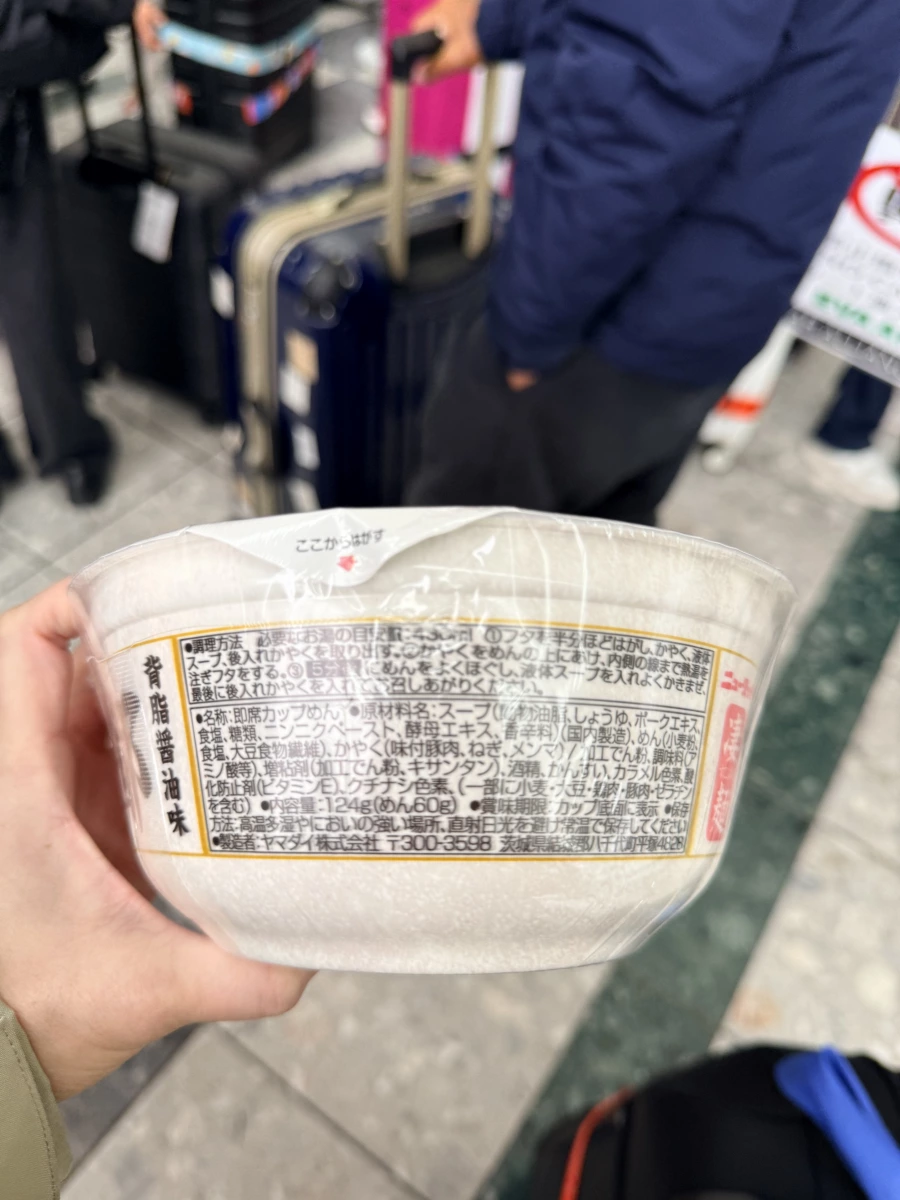 ここからはがす
背脂醤油味
●調理方法 必要なお湯の目安量:430ml ①フタを半分ほどはがし、かやく、液体
スープ、後入れかやくを取り出す。②かやくをめんの上にあけ、内側の線まで熱湯を
注ぎフタをする。③ にめんをよくほぐし、液体スープを入れよくかきまぜ、
最後に後入れかやくを入れてお召しあがりください。
●名称:即席カップめん ●原材料名:スープ(動物油脂、しょうゆ、ポークエキス、
食塩、糖類、ニンニクペースト、酵母エキス、香辛料)(国内製造)、めん(小麦粉、
食塩、大豆食物繊維)、かやく(味付豚肉、ねぎ、メンマ)/加工でん粉、調味料(ア
ミノ酸等)、増粘剤(加工でん粉、キサンタン)、酒精、かんすい、カラメル色素、酸
化防止剤(ビタミンE)、クチナシ色素、(一部に小麦・大豆・鶏肉・豚肉・ゼラチン
を含む) ●内容量:124g(めん60g) ●賞味期限:カップ底面に表示 ●保存
方法:高温多湿やにおいの強い場所、直射日光を避け常温で保存してください
●製造者:ヤマダイ株式会社 〒300-3598 茨城県結城郡八千代町平塚4828